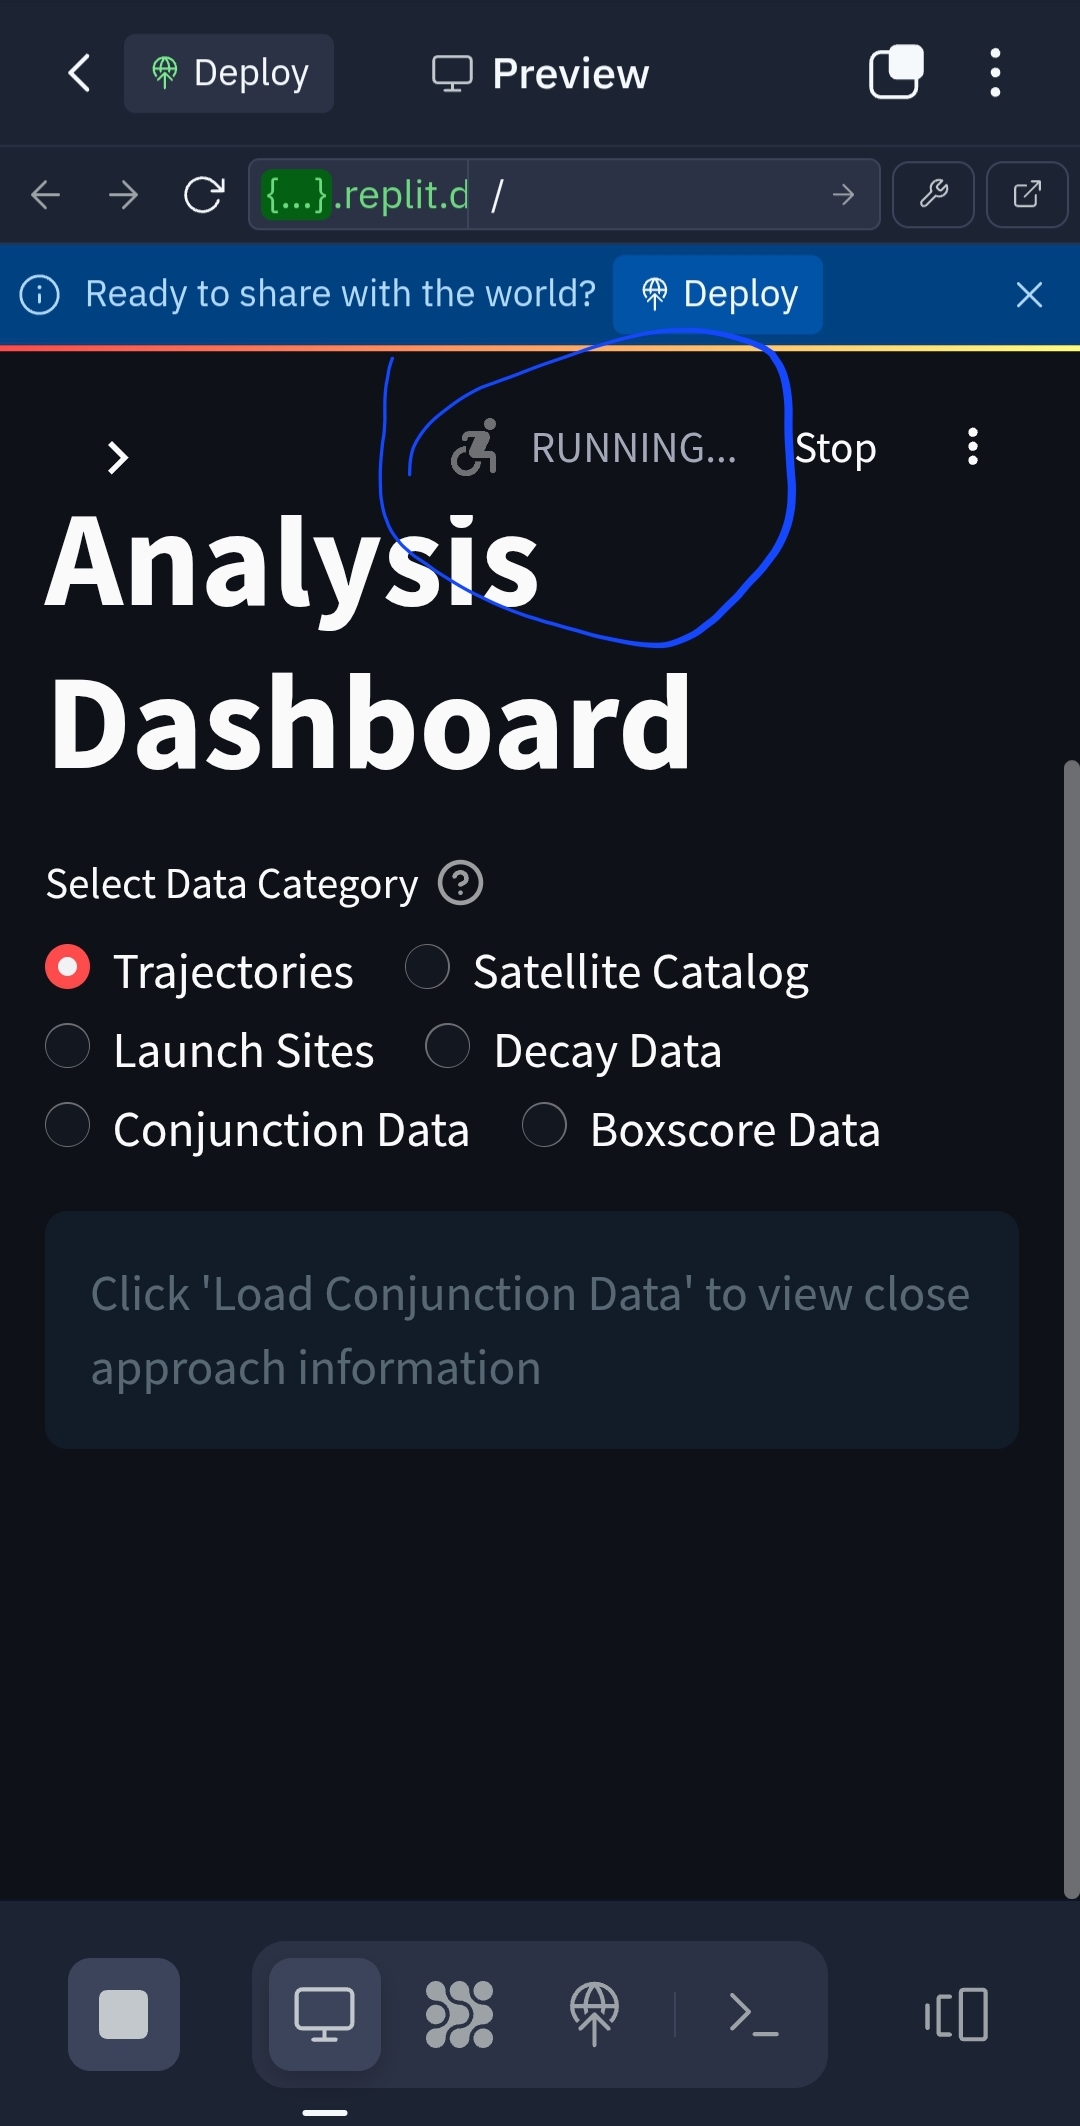 Deploy Preview
{...}.replit.d /
Ready to share with the world? Deploy
RUNNING... Stop
Analysis
Dashboard
Select Data Category
Trajectories Satellite Catalog
Launch Sites Decay Data
Conjunction Data Boxscore Data
Click 'Load Conjunction Data' to view close
approach information